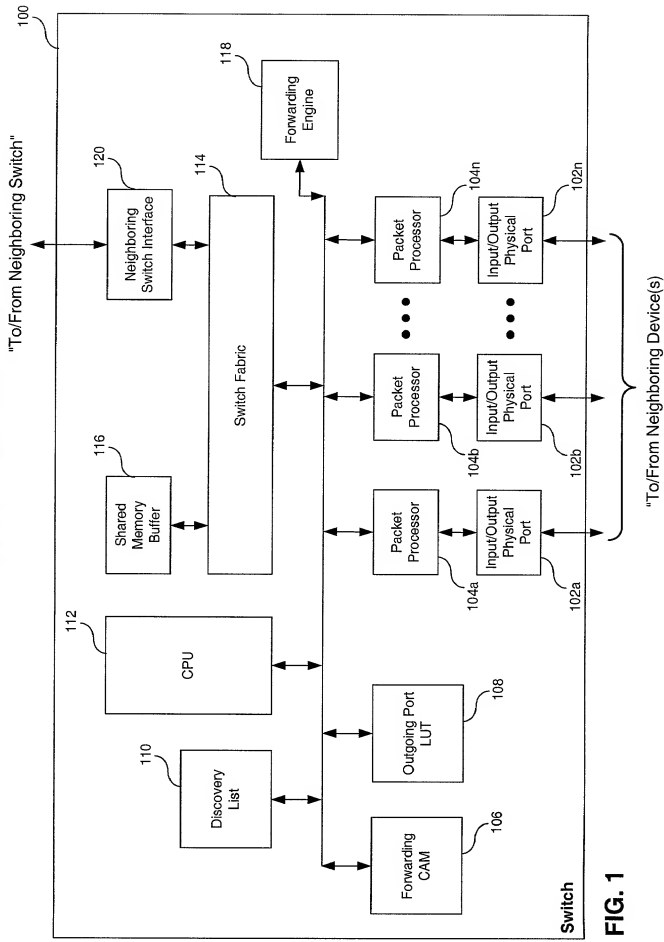 "To/From Neighboring Switch"
100
120
Neighboring
Switch Interface
114
Switch Fabric
118
Forwarding
Engine
116
Shared
Memory
Buffer
112
CPU
110
Discovery
List
Forwarding
CAM
106
Outgoing Port
LUT
108
Packet
Processor
104a
Packet
Processor
104b
Packet
Processor
104n
Input/Output
Physical
Port
102a
Input/Output
Physical
Port
102b
Input/Output
Physical
Port
102n
Switch
"To/From Neighboring Device(s)
FIG. 1